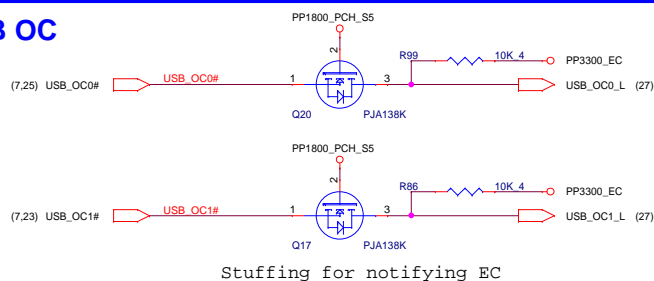 B OC
PP1800_PCH_S5
2
R99 10K_4 PP3300_EC
(7,25) USB_OC0# USB_OC0# 1 3 USB_OC0_L (27)
Q20 PJA138K
PP1800_PCH_S5
2
R86 10K_4 PP3300_EC
(7,23) USB_OC1# USB_OC1# 1 3 USB_OC1_L (27)
Q17 PJA138K
Stuffing for notifying EC